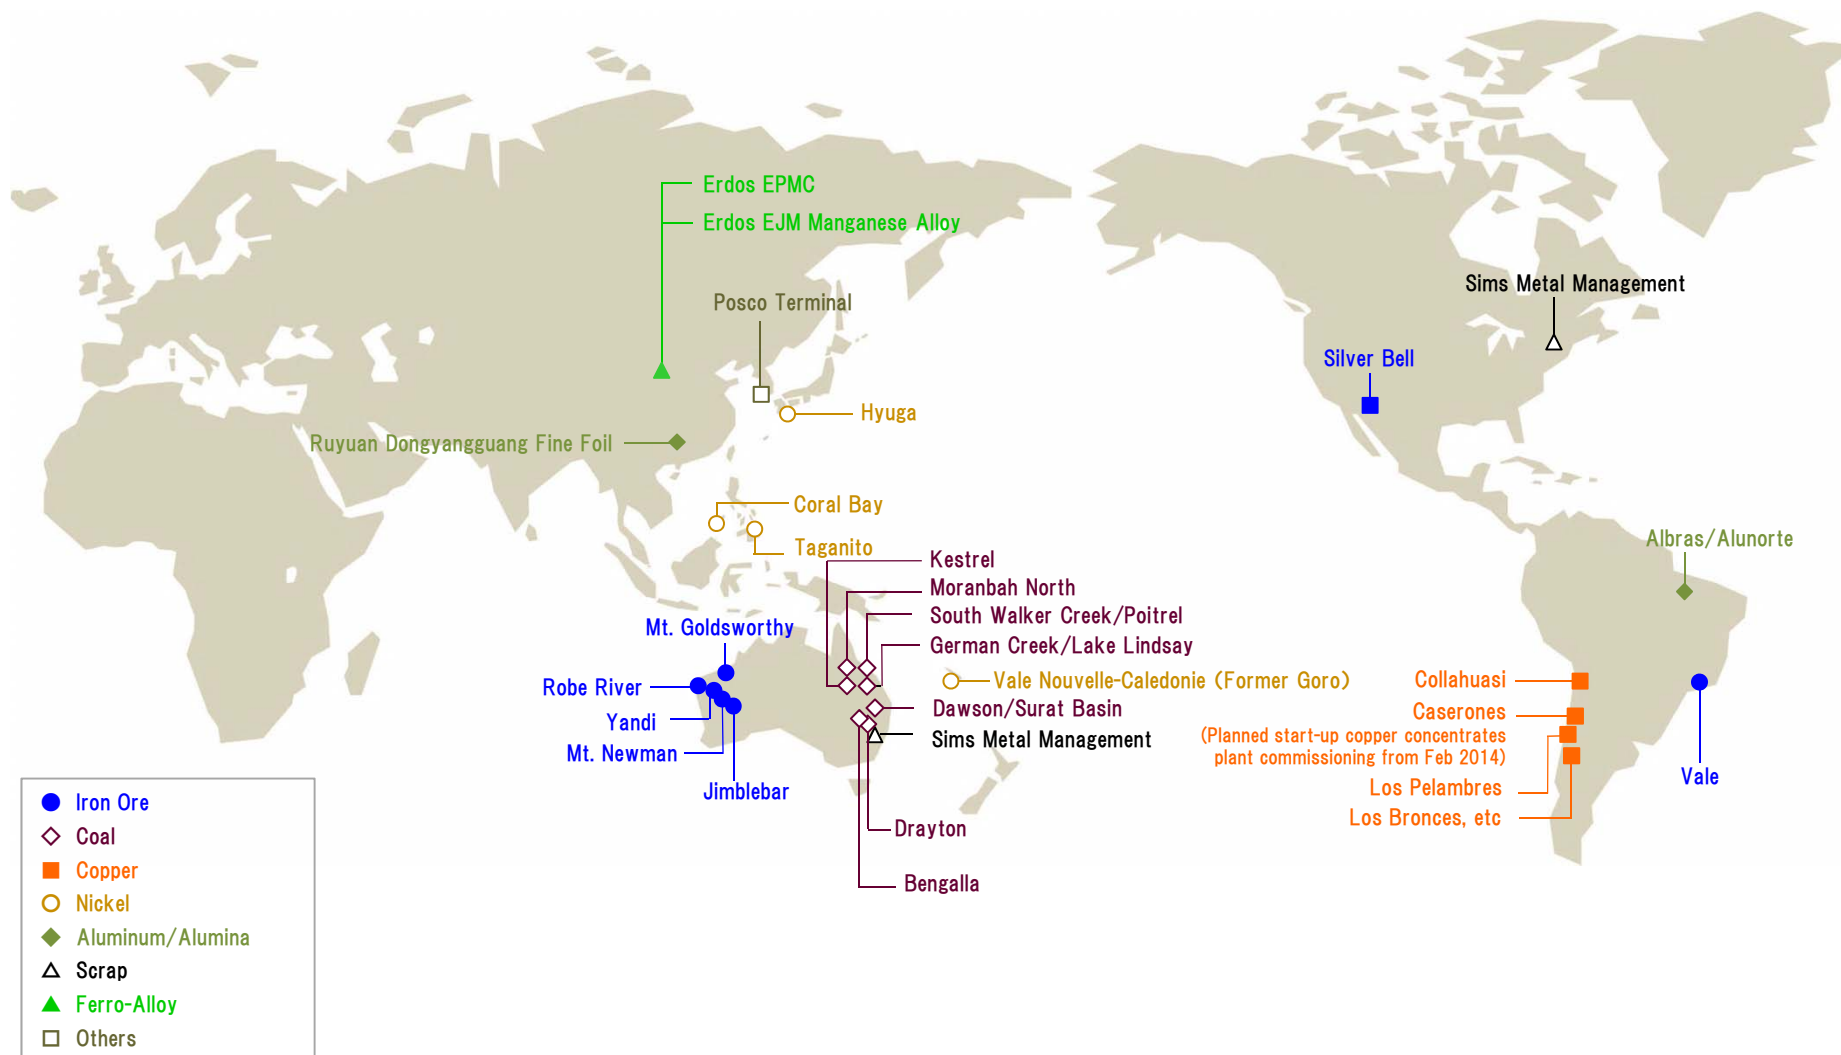 Erdos EPMC
Erdos EJM Manganese Alloy
Sims Metal Management
Posco Terminal
Silver Bell
Hyuga
Ruyuan Dongyangguang Fine Foil
Coral Bay
Albras/Alunorte
Taganito
Kestrel
Moranbah North
South Walker Creek/Poitrel
Mt. Goldsworthy
German Creek/Lake Lindsay
Vale Nouvelle-Caledonie (Former Goro)
Collahuasi
Robe River
Dawson/Surat Basin
Caserones
Yandi
(Planned start-up copper concentrates
plant commissioning from Feb 2014)
Sims Metal Management
Mt. Newman
Vale
Jimblebar
Los Pelambres
Los Bronces, etc
Drayton
Bengalla
Iron Ore
Coal
Copper
Nickel
Aluminum/Alumina
Scrap
Ferro-Alloy
Others